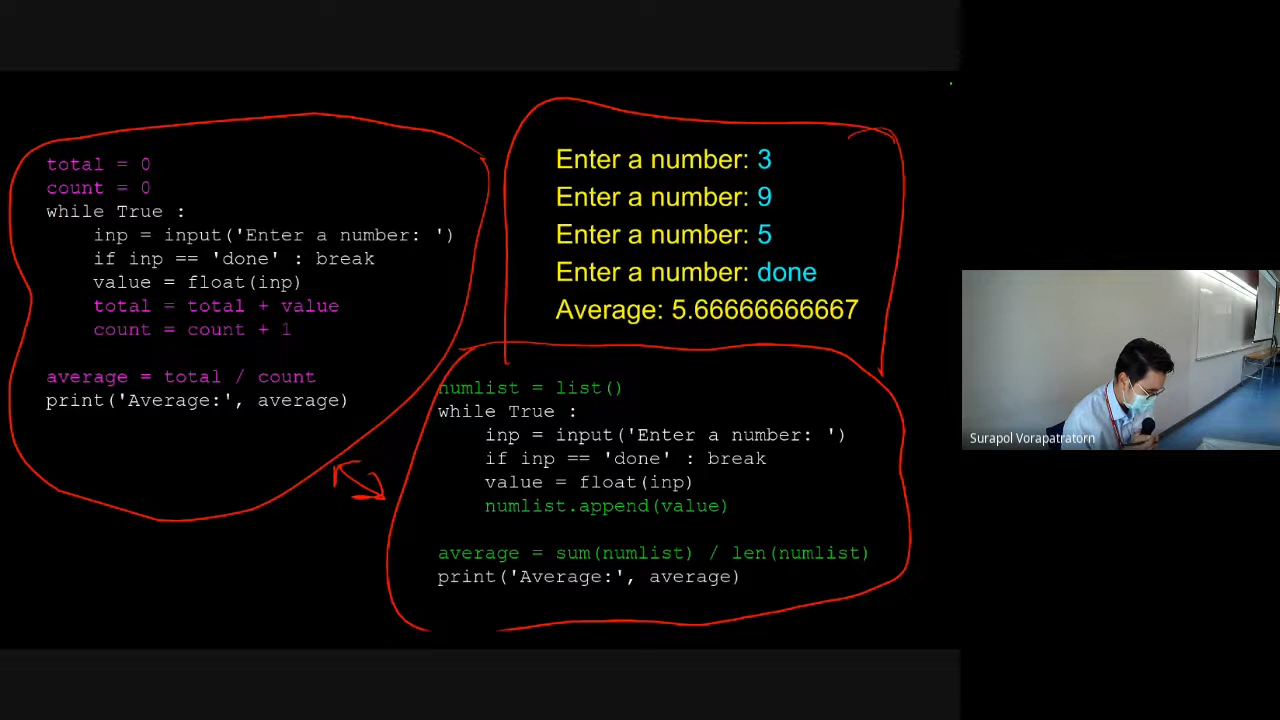 total = 0
count = 0
while True :
    inp = input('Enter a number: ')
    if inp == 'done' : break
    value = float(inp)
    total = total + value
    count = count + 1

average = total / count
print('Average:', average)
Enter a number: 3
Enter a number: 9
Enter a number: 5
Enter a number: done
Average: 5.66666666667
numlist = list()
while True :
    inp = input('Enter a number: ')
    if inp == 'done' : break
    value = float(inp)
    numlist.append(value)

average = sum(numlist) / len(numlist)
print('Average:', average)
Surapol Vorapatratorn